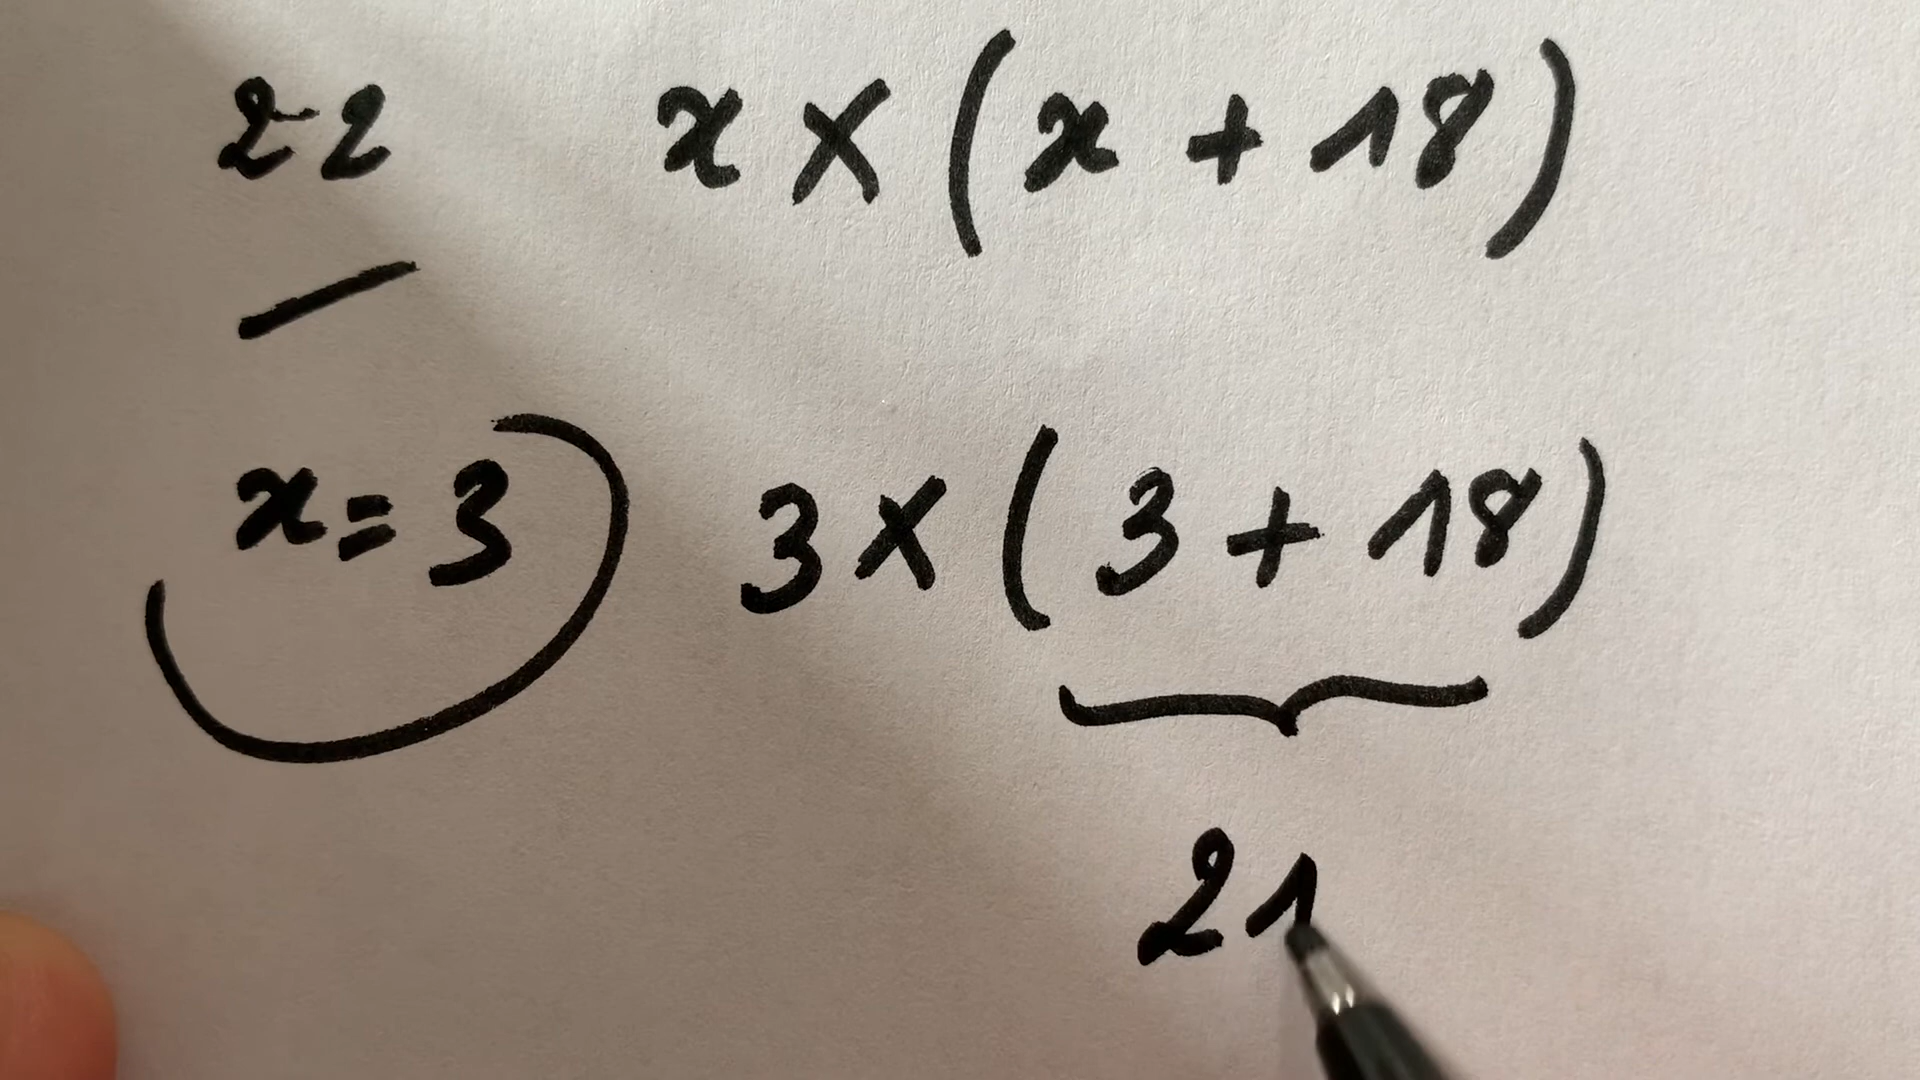 22 x × ( x + 18 )
x = 3 3 × ( 3 + 18 )
21